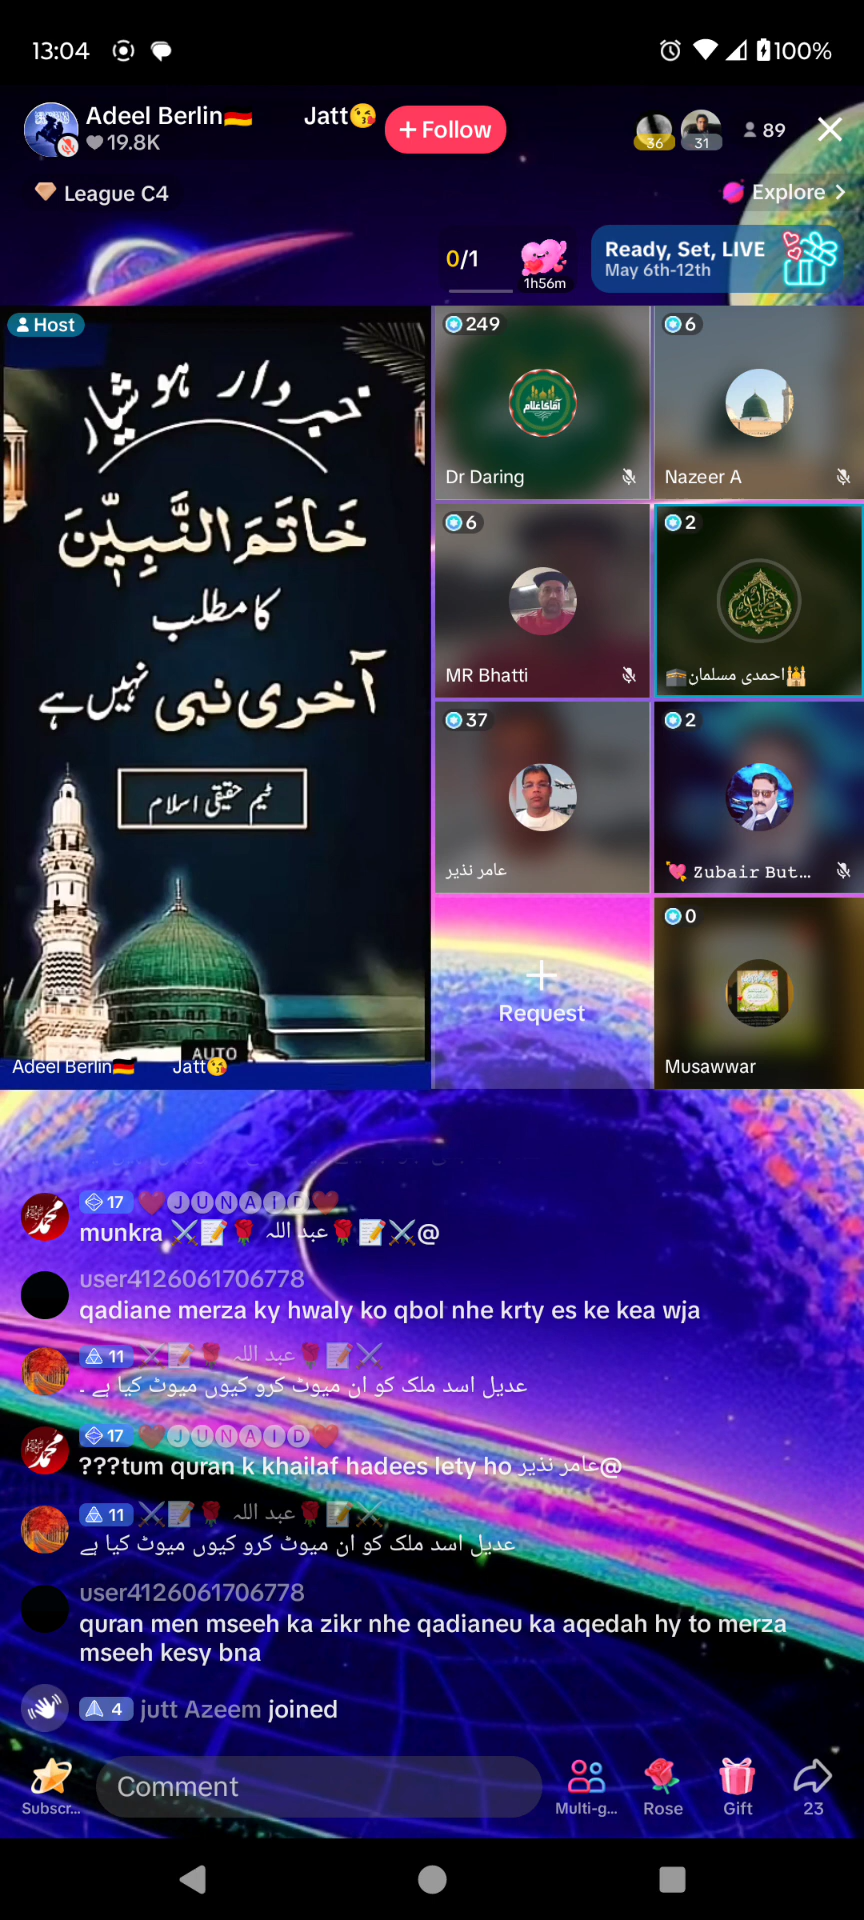 13:04
100%
Adeel Berlin🇩🇪 Jatt😘
19.8K
+ Follow
36
31
89
League C4
Explore
0/1
1h56m
Ready, Set, LIVE
May 6th-12th
Host
خبردار ہوشیار
خَاتَمَ النَّبِیّٖنَ
کا مطلب
آخری نبی نہیں ہے
ٹیم حقیقی اسلام
AUTO
Adeel Berlin🇩🇪 Jatt😘
249
آقا کا غلام
Dr Daring
6
Nazeer A
6
MR Bhatti
2
🕋احمدی مسلمان🕌
37
عامر نذیر
2
💘 Zubair But...
Request
0
Musawwar
17 ❤️JUNAID❤️
munkra ⚔️📝🌹 عبد اللہ 🌹📝⚔️@
user4126061706778
qadiane merza ky hwaly ko qbol nhe krty es ke kea wja
11 ⚔️📝🌹 عبد اللہ 🌹📝⚔️
عدیل اسد ملک کو ان میوٹ کرو کیوں میوٹ کیا ہے ۔
17 ❤️JUNAID❤️
???tum quran k khailaf hadees lety ho عامر نذیر@
11 ⚔️📝🌹 عبد اللہ 🌹📝⚔️
عدیل اسد ملک کو ان میوٹ کرو کیوں میوٹ کیا ہے
user4126061706778
quran men mseeh ka zikr nhe qadianeu ka aqedah hy to merza
mseeh kesy bna
4 jutt Azeem joined
Subscr...
Comment
Multi-g...
Rose
Gift
23